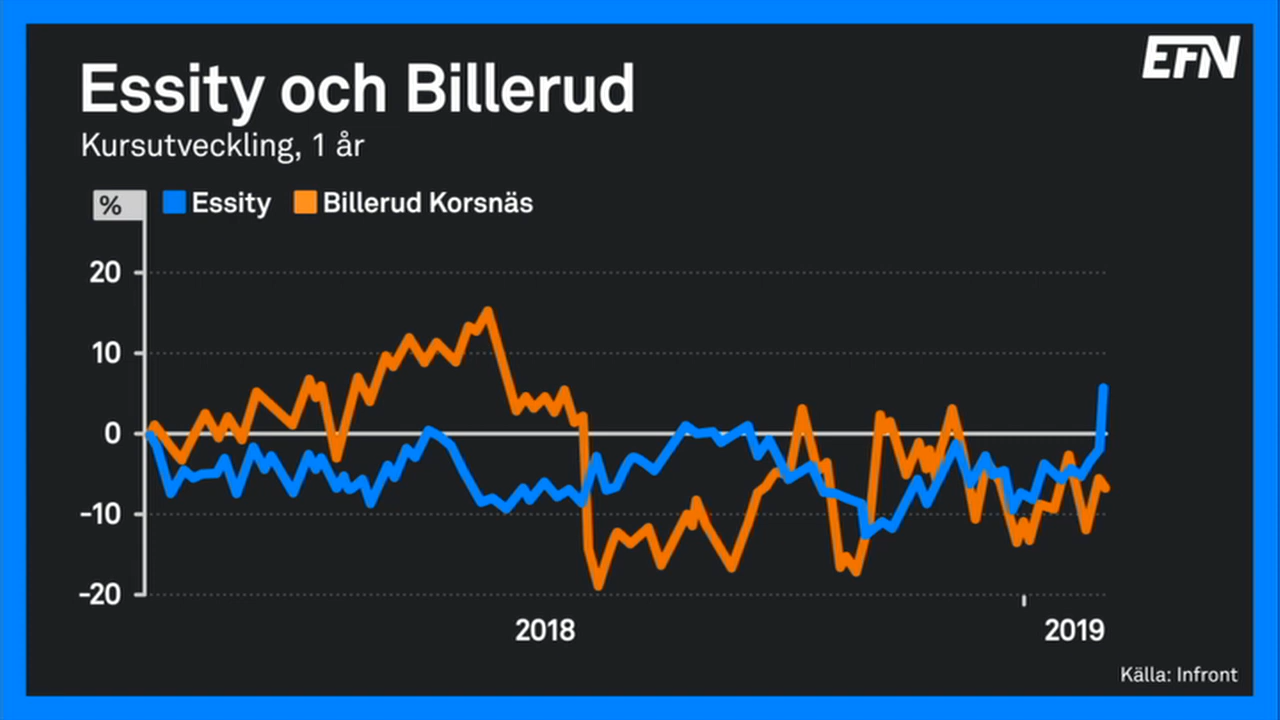 EFN
Essity och Billerud
Kursutveckling, 1 år
% Essity Billerud Korsnäs
20
10
0
-10
-20
2018 2019
Källa: Infront